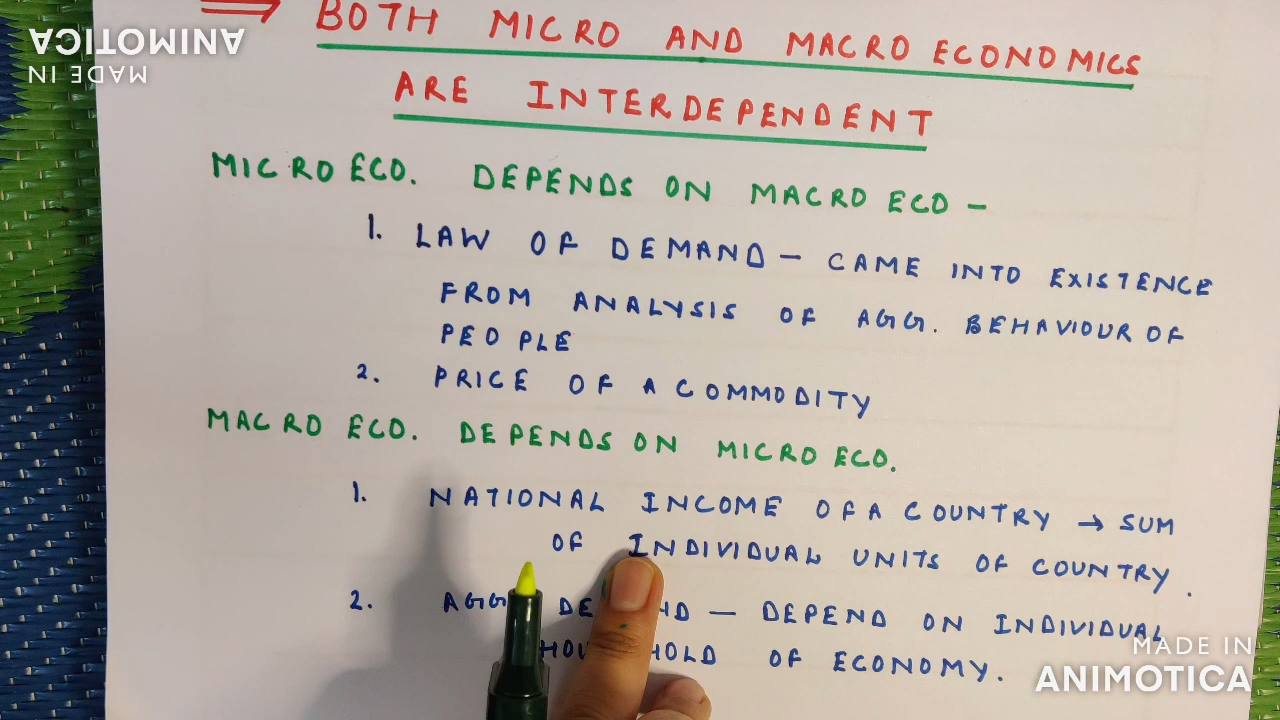 ⇒ BOTH MICRO AND MACRO ECONOMICS
ARE INTERDEPENDENT
MICRO ECO. DEPENDS ON MACRO ECO -
1. LAW OF DEMAND - CAME INTO EXISTENCE
FROM ANALYSIS OF AGG. BEHAVIOUR OF
PEOPLE
2. PRICE OF A COMMODITY
MACRO ECO. DEPENDS ON MICRO ECO.
1. NATIONAL INCOME OF A COUNTRY → SUM
OF INDIVIDUAL UNITS OF COUNTRY.
2. AGG — DEPEND ON INDIVIDUAL
OF ECONOMY.
MADE IN
ANIMOTICA
MADE IN
ANIMOTICA